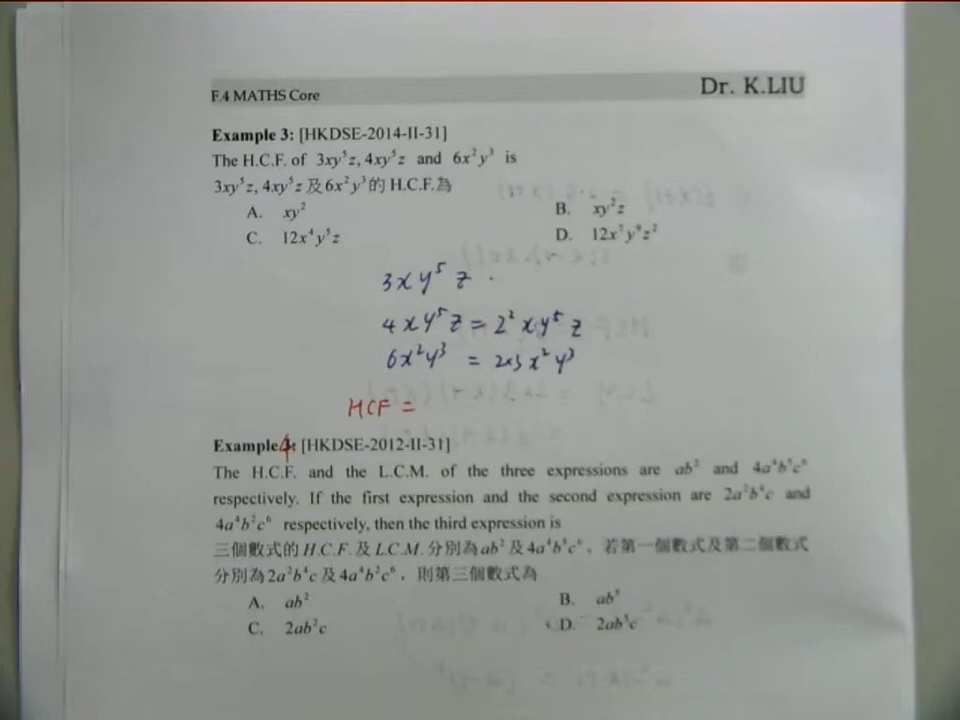 F.4 MATHS Core
Dr. K.LIU
Example 3: [HKDSE-2014-II-31]
The H.C.F. of 3xy⁵z, 4xy⁵z and 6x²y³ is
3xy⁵z, 4xy⁵z 及 6x²y³ 的 H.C.F.為
A. xy²
B. xy²z
C. 12x⁴y⁵z
D. 12x⁷y⁹z²
3xy⁵z
4xy⁵z = 2²xy⁵z
6x²y³ = 2×3x²y³
HCF =
Example 4: [HKDSE-2012-II-31]
The H.C.F. and the L.C.M. of the three expressions are ab² and 4a⁴b⁵c⁶
respectively. If the first expression and the second expression are 2a²b⁴c and
4a⁴b²c⁶ respectively, then the third expression is
三個數式的 H.C.F. 及 L.C.M. 分別為 ab² 及 4a⁴b⁵c⁶。若第一個數式及第二個數式
分別為 2a²b⁴c 及 4a⁴b²c⁶，則第三個數式為
A. ab²
B. ab⁵
C. 2ab²c
D. 2ab⁵c